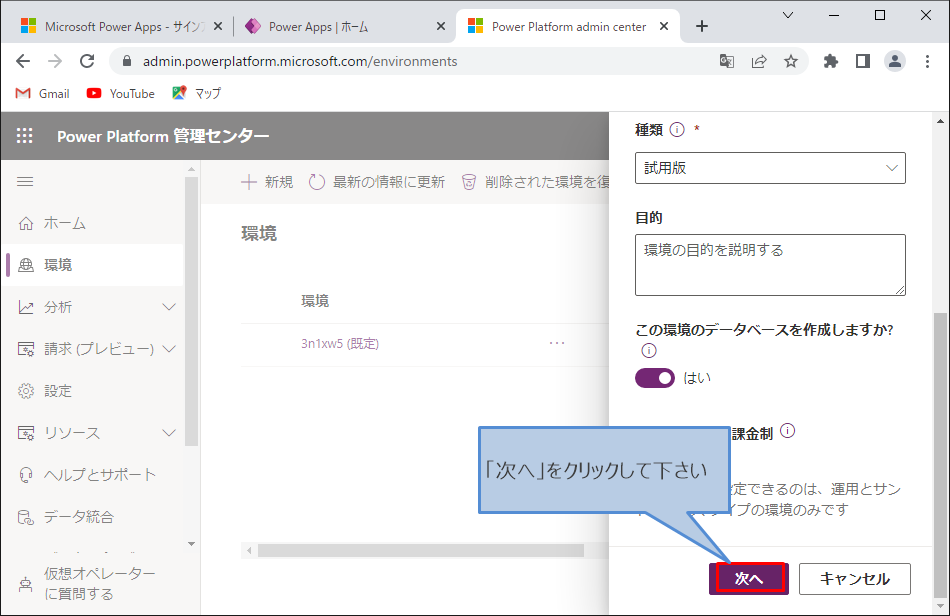 Microsoft Power Apps - サイン
Power Apps | ホーム
Power Platform admin center
admin.powerplatform.microsoft.com/environments
Gmail
YouTube
マップ
Power Platform 管理センター
ホーム
環境
分析
請求 (プレビュー)
設定
リソース
ヘルプとサポート
データ統合
仮想オペレーター
に質問する
新規
最新の情報に更新
削除された環境を復
環境
環境
3n1xw5 (既定)
種類 *
試用版
目的
環境の目的を説明する
この環境のデータベースを作成しますか?
はい
課金制
「次へ」をクリックして下さい
定できるのは、運用とサン
イプの環境のみです
次へ
キャンセル